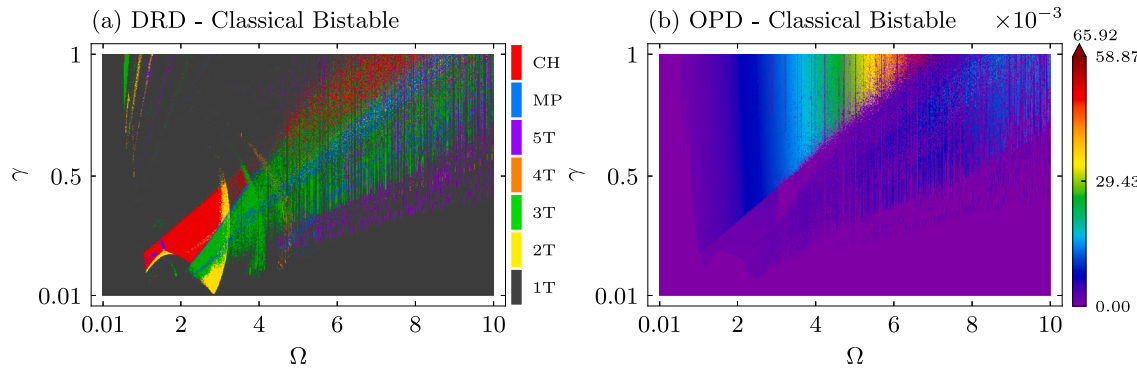 (a) DRD - Classical Bistable
1
γ
0.5
0.01
0.01 2 4 6 8 10
Ω
CH
MP
5T
4T
3T
2T
1T
(b) OPD - Classical Bistable ×10⁻³
1
γ
0.5
0.01
0.01 2 4 6 8 10
Ω
65.92
58.87
29.43
0.00